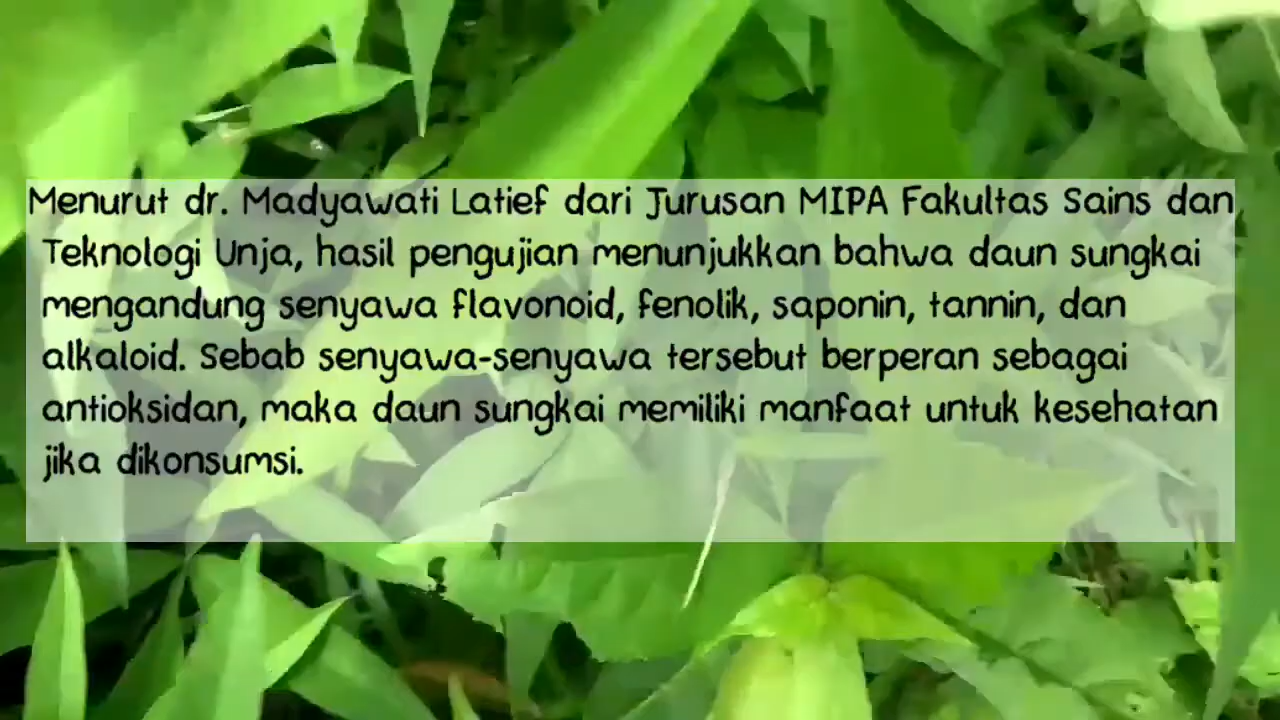 Menurut dr. Madyawati Latief dari Jurusan MIPA Fakultas Sains dan
Teknologi Unja, hasil pengujian menunjukkan bahwa daun sungkai
mengandung senyawa flavonoid, fenolik, saponin, tannin, dan
alkaloid. Sebab senyawa-senyawa tersebut berperan sebagai
antioksidan, maka daun sungkai memiliki manfaat untuk kesehatan
jika dikonsumsi.